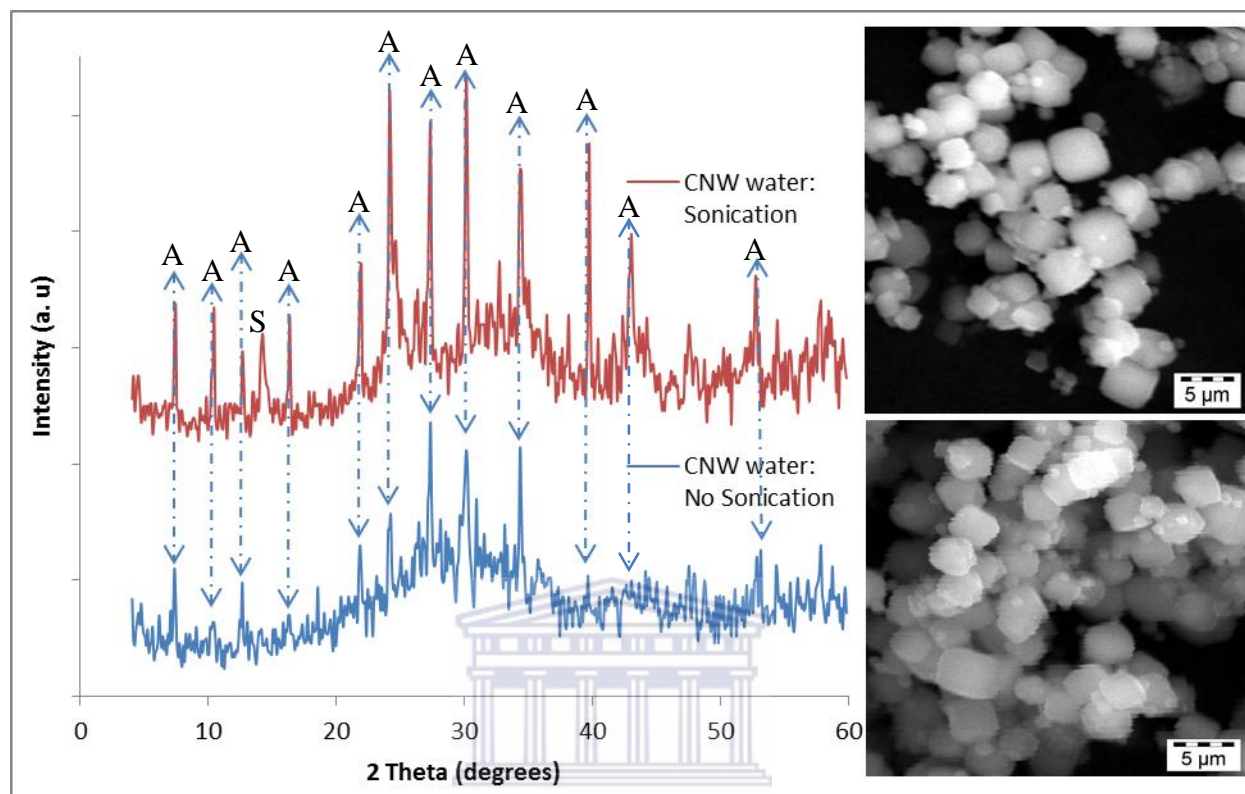 A
A
A
A
A
A
A
A
A
A
A
A
S
CNW water:
Sonication
CNW water:
No Sonication
Intensity (a. u)
0
10
20
30
40
50
60
2 Theta (degrees)
5 µm
5 µm